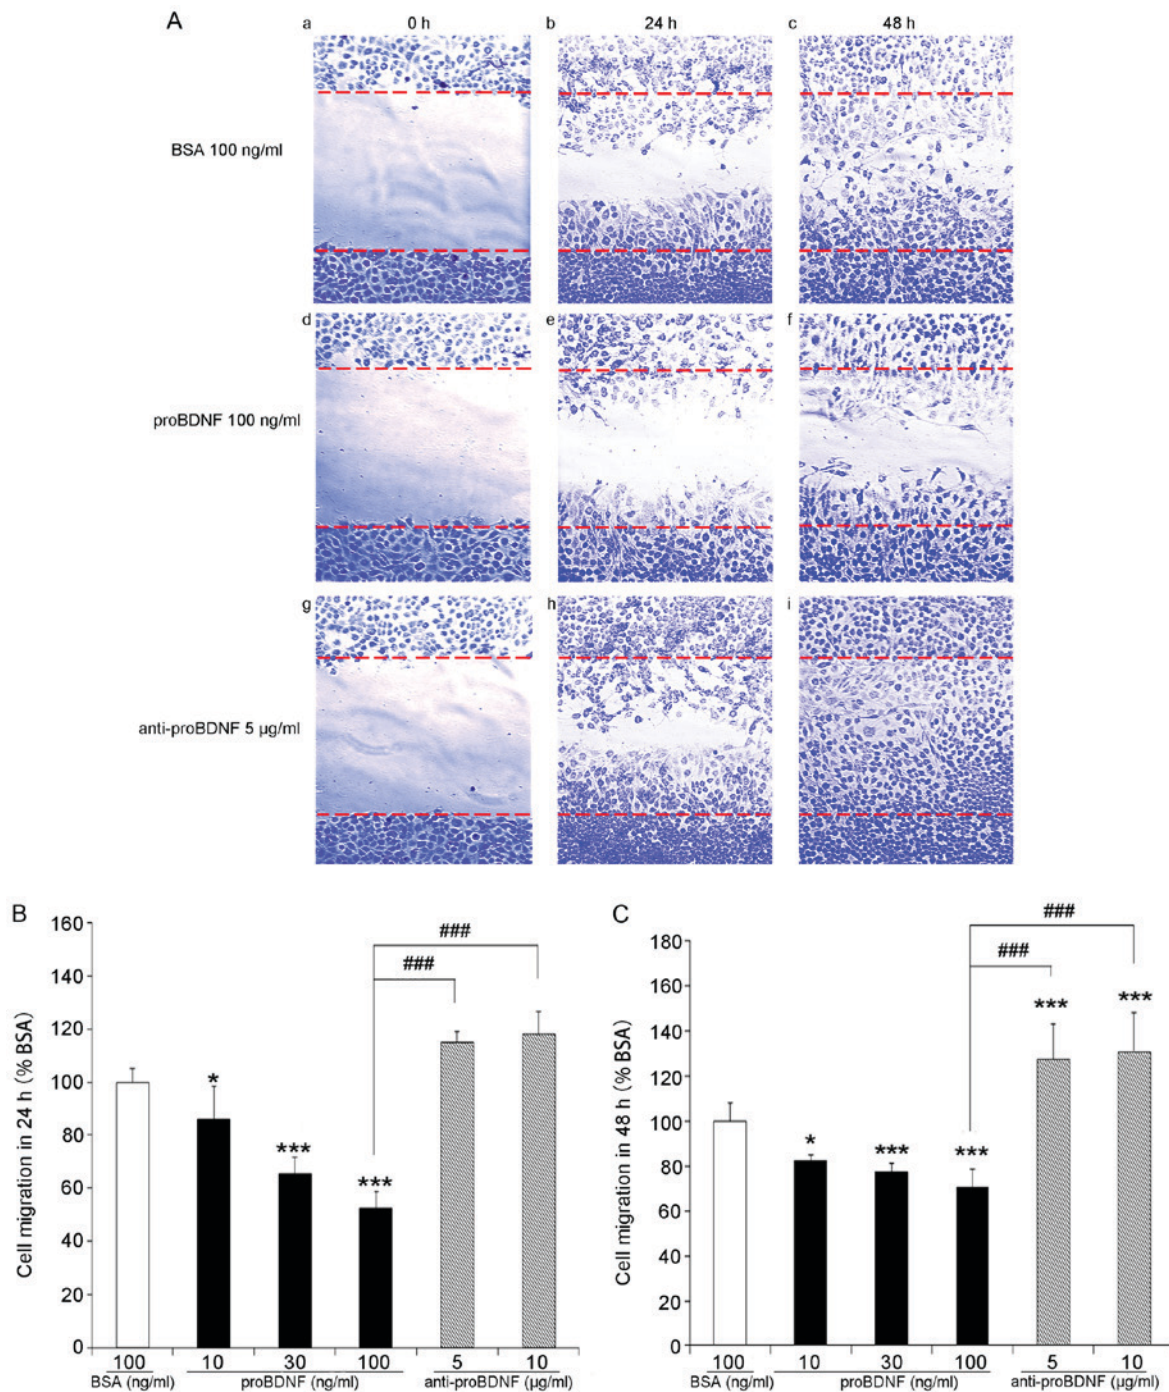 A
a 0 h
b 24 h
c 48 h
BSA 100 ng/ml
d
e
f
proBDNF 100 ng/ml
g
h
i
anti-proBDNF 5 µg/ml
B
Cell migration in 24 h (% BSA)
160
140
120
100
80
60
40
20
0
*
***
***
###
###
100 10 30 100 5 10
BSA (ng/ml) proBDNF (ng/ml) anti-proBDNF (µg/ml)
C
Cell migration in 48 h (% BSA)
180
160
140
120
100
80
60
40
20
0
*
***
***
***
***
###
###
100 10 30 100 5 10
BSA (ng/ml) proBDNF (ng/ml) anti-proBDNF (µg/ml)